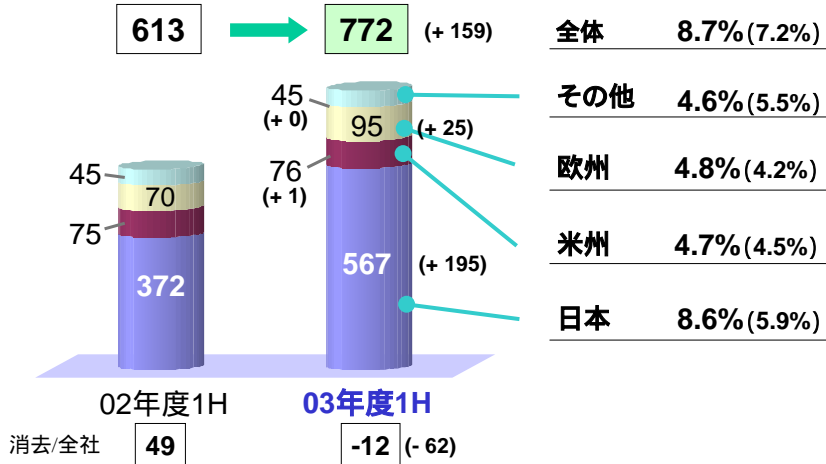 613 772 (+ 159)
全体 8.7%(7.2%)
その他 4.6%(5.5%)
欧州 4.8%(4.2%)
米州 4.7%(4.5%)
日本 8.6%(5.9%)
45
(+ 0)
95 (+ 25)
76
(+ 1)
567 (+ 195)
45
70
75
372
02年度1H 03年度1H
消去/全社 49 -12 (- 62)